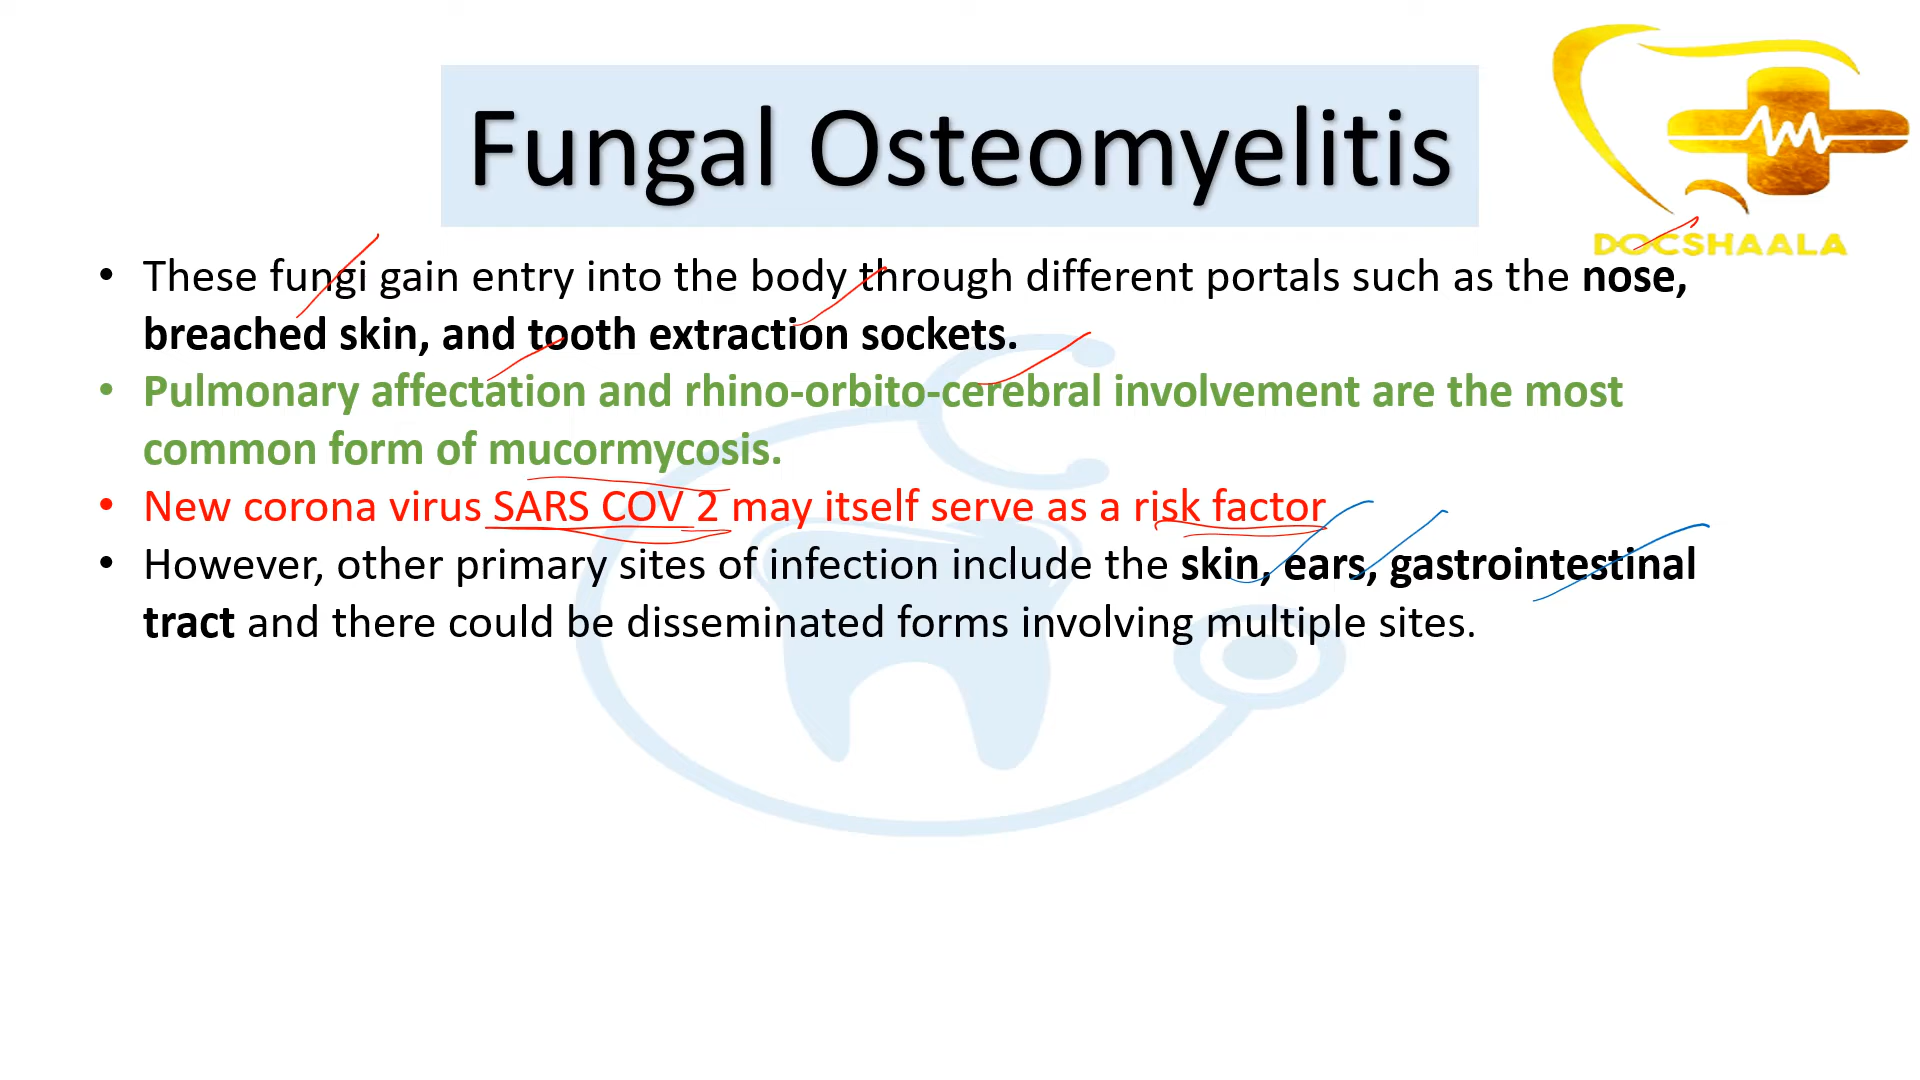 Fungal Osteomyelitis
DOCSHAALA
• These fungi gain entry into the body through different portals such as the nose,
breached skin, and tooth extraction sockets.
• Pulmonary affectation and rhino-orbito-cerebral involvement are the most
common form of mucormycosis.
• New corona virus SARS COV 2 may itself serve as a risk factor
• However, other primary sites of infection include the skin, ears, gastrointestinal
tract and there could be disseminated forms involving multiple sites.